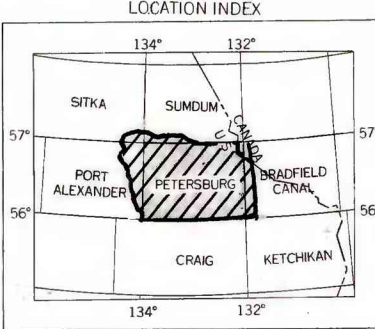 LOCATION INDEX
134° 132°
SITKA SUMDUM
CANADA
U S
57° 57°
PORT ALEXANDER
PETERSBURG
BRADFIELD CANAL
56° 56°
CRAIG KETCHIKAN
134° 132°